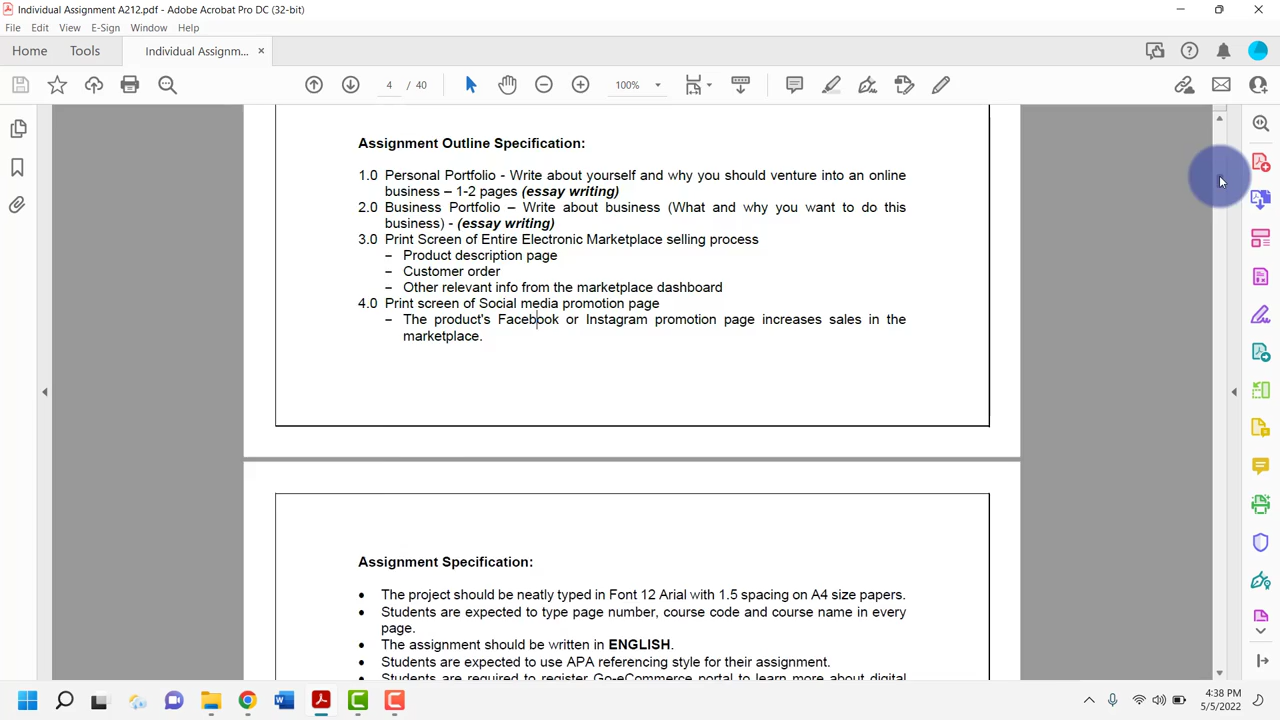 Individual Assignment A212.pdf - Adobe Acrobat Pro DC (32-bit)
File Edit View E-Sign Window Help
Home Tools Individual Assignm... ×
4 / 40 100%
Assignment Outline Specification:
1.0 Personal Portfolio - Write about yourself and why you should venture into an online
business – 1-2 pages (essay writing)
2.0 Business Portfolio – Write about business (What and why you want to do this
business) - (essay writing)
3.0 Print Screen of Entire Electronic Marketplace selling process
– Product description page
– Customer order
– Other relevant info from the marketplace dashboard
4.0 Print screen of Social media promotion page
– The product's Facebook or Instagram promotion page increases sales in the
marketplace.
Assignment Specification:
• The project should be neatly typed in Font 12 Arial with 1.5 spacing on A4 size papers.
• Students are expected to type page number, course code and course name in every
page.
• The assignment should be written in ENGLISH.
• Students are expected to use APA referencing style for their assignment.
• Students are required to register Go-eCommerce portal to learn more about digital
4:38 PM
5/5/2022